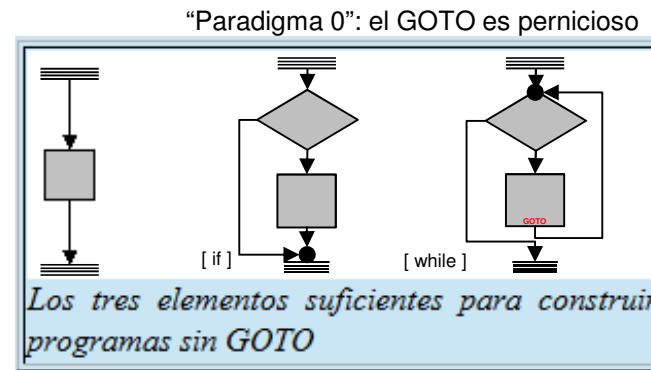 “Paradigma 0”: el GOTO es pernicioso
GOTO
[ if ]
[ while ]
Los tres elementos suficientes para construir
programas sin GOTO